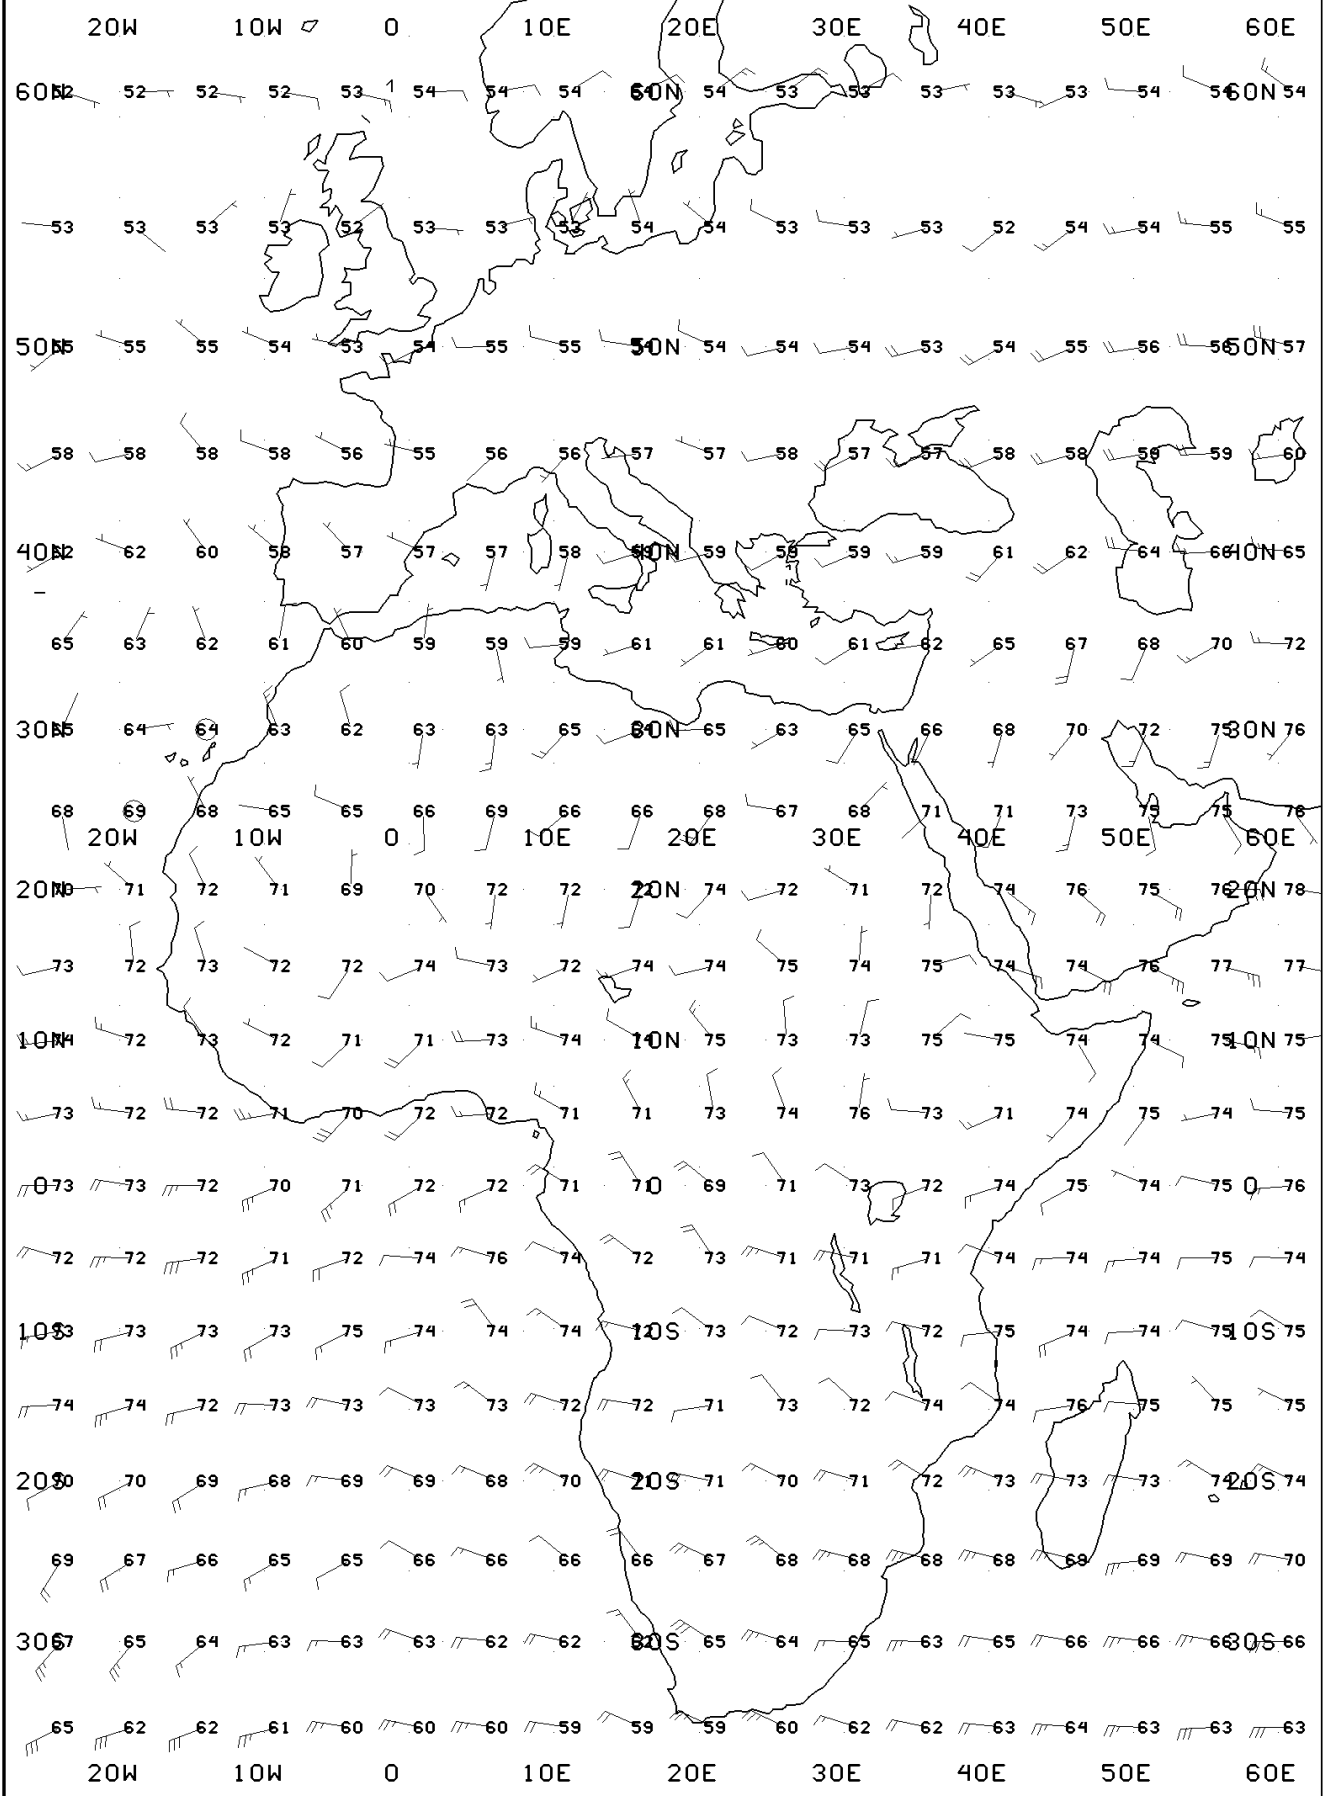 20W 10W 0 10E 20E 30E 40E 50E 60E
60N 52 52 52 53 1 54 54 54 60N 54 53 53 53 53 53 54 60N 54
53 53 53 53 52 53 53 53 54 54 53 53 53 52 54 54 55 55
50N 55 55 54 53 54 55 55 50N 54 54 54 53 54 55 56 50N 57
58 58 58 58 56 55 56 56 57 57 58 57 57 58 58 59 59 60
40N 62 60 58 57 57 57 58 40N 59 59 59 59 61 62 64 40N 65
65 63 62 61 60 59 59 59 61 61 60 61 62 65 67 68 70 72
30N 64 64 63 62 63 63 65 30N 65 63 65 66 68 70 72 75 30N 76
68 69 68 65 65 66 69 66 66 68 67 68 71 71 73 75 75 76
20W 10W 0 10E 20E 30E 40E 50E 60E
20N 71 72 71 69 70 72 72 20N 74 72 71 72 74 76 75 76 20N 78
73 72 73 72 72 74 73 72 74 74 75 74 75 74 74 76 77 77
10N 72 73 72 71 71 73 74 10N 75 73 73 75 75 74 74 75 10N 75
73 72 72 71 70 72 72 71 71 73 74 76 73 71 74 75 74 75
0 73 73 72 70 71 72 72 71 71 0 69 71 73 72 74 75 74 75 0 76
72 72 72 71 72 74 76 74 72 73 71 71 71 74 74 74 75 74
10S 73 73 73 75 74 74 74 10S 73 72 73 72 75 74 74 75 10S 75
74 74 72 73 73 73 73 72 72 71 73 72 74 74 76 75 75 75
20S 70 69 68 69 69 68 70 20S 71 70 71 72 73 73 73 74 20S 74
69 67 66 65 65 66 66 66 66 67 68 68 68 68 69 69 69 70
30S 65 64 63 63 63 62 62 30S 65 64 65 63 65 66 66 66 30S 66
65 62 62 61 60 60 60 59 59 59 60 62 62 63 64 63 63 63
20W 10W 0 10E 20E 30E 40E 50E 60E